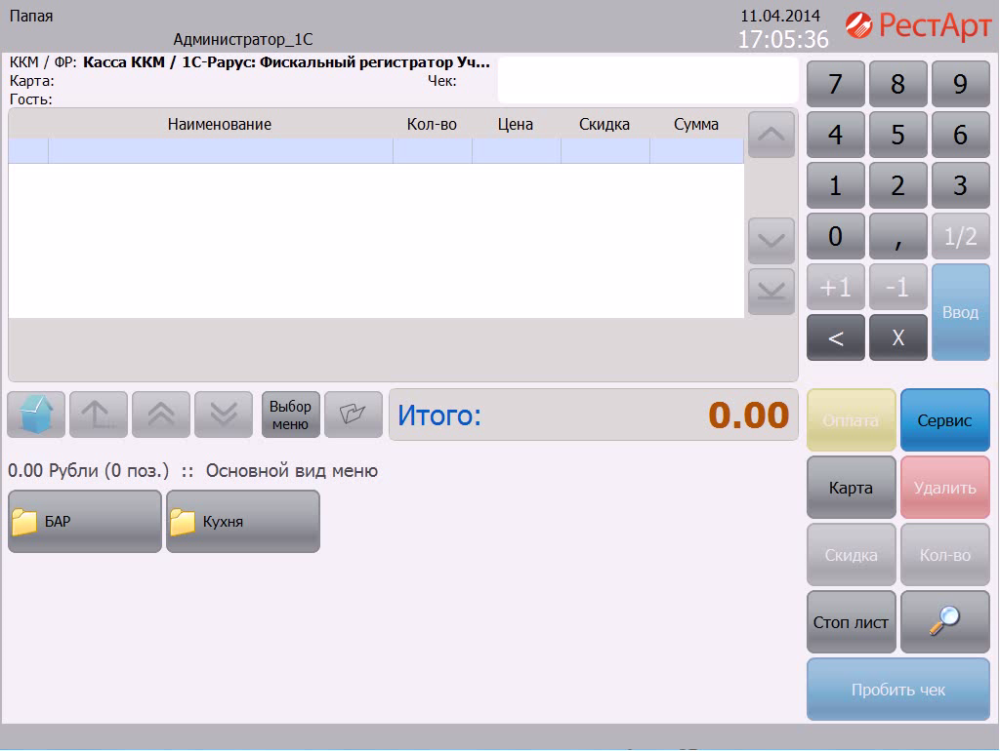 Папая
Администратор_1С
11.04.2014
17:05:36
РестАрт
ККМ / ФР: Касса ККМ / 1С-Рарус: Фискальный регистратор Уч...
Карта:
Чек:
Гость:
Наименование Кол-во Цена Скидка Сумма
7 8 9
4 5 6
1 2 3
0 , 1/2
+1 -1 Ввод
< X
Выбор
меню
Итого: 0.00
Оплата Сервис
0.00 Рубли (0 поз.) :: Основной вид меню
Карта Удалить
БАР Кухня
Скидка Кол-во
Стоп лист
Пробить чек